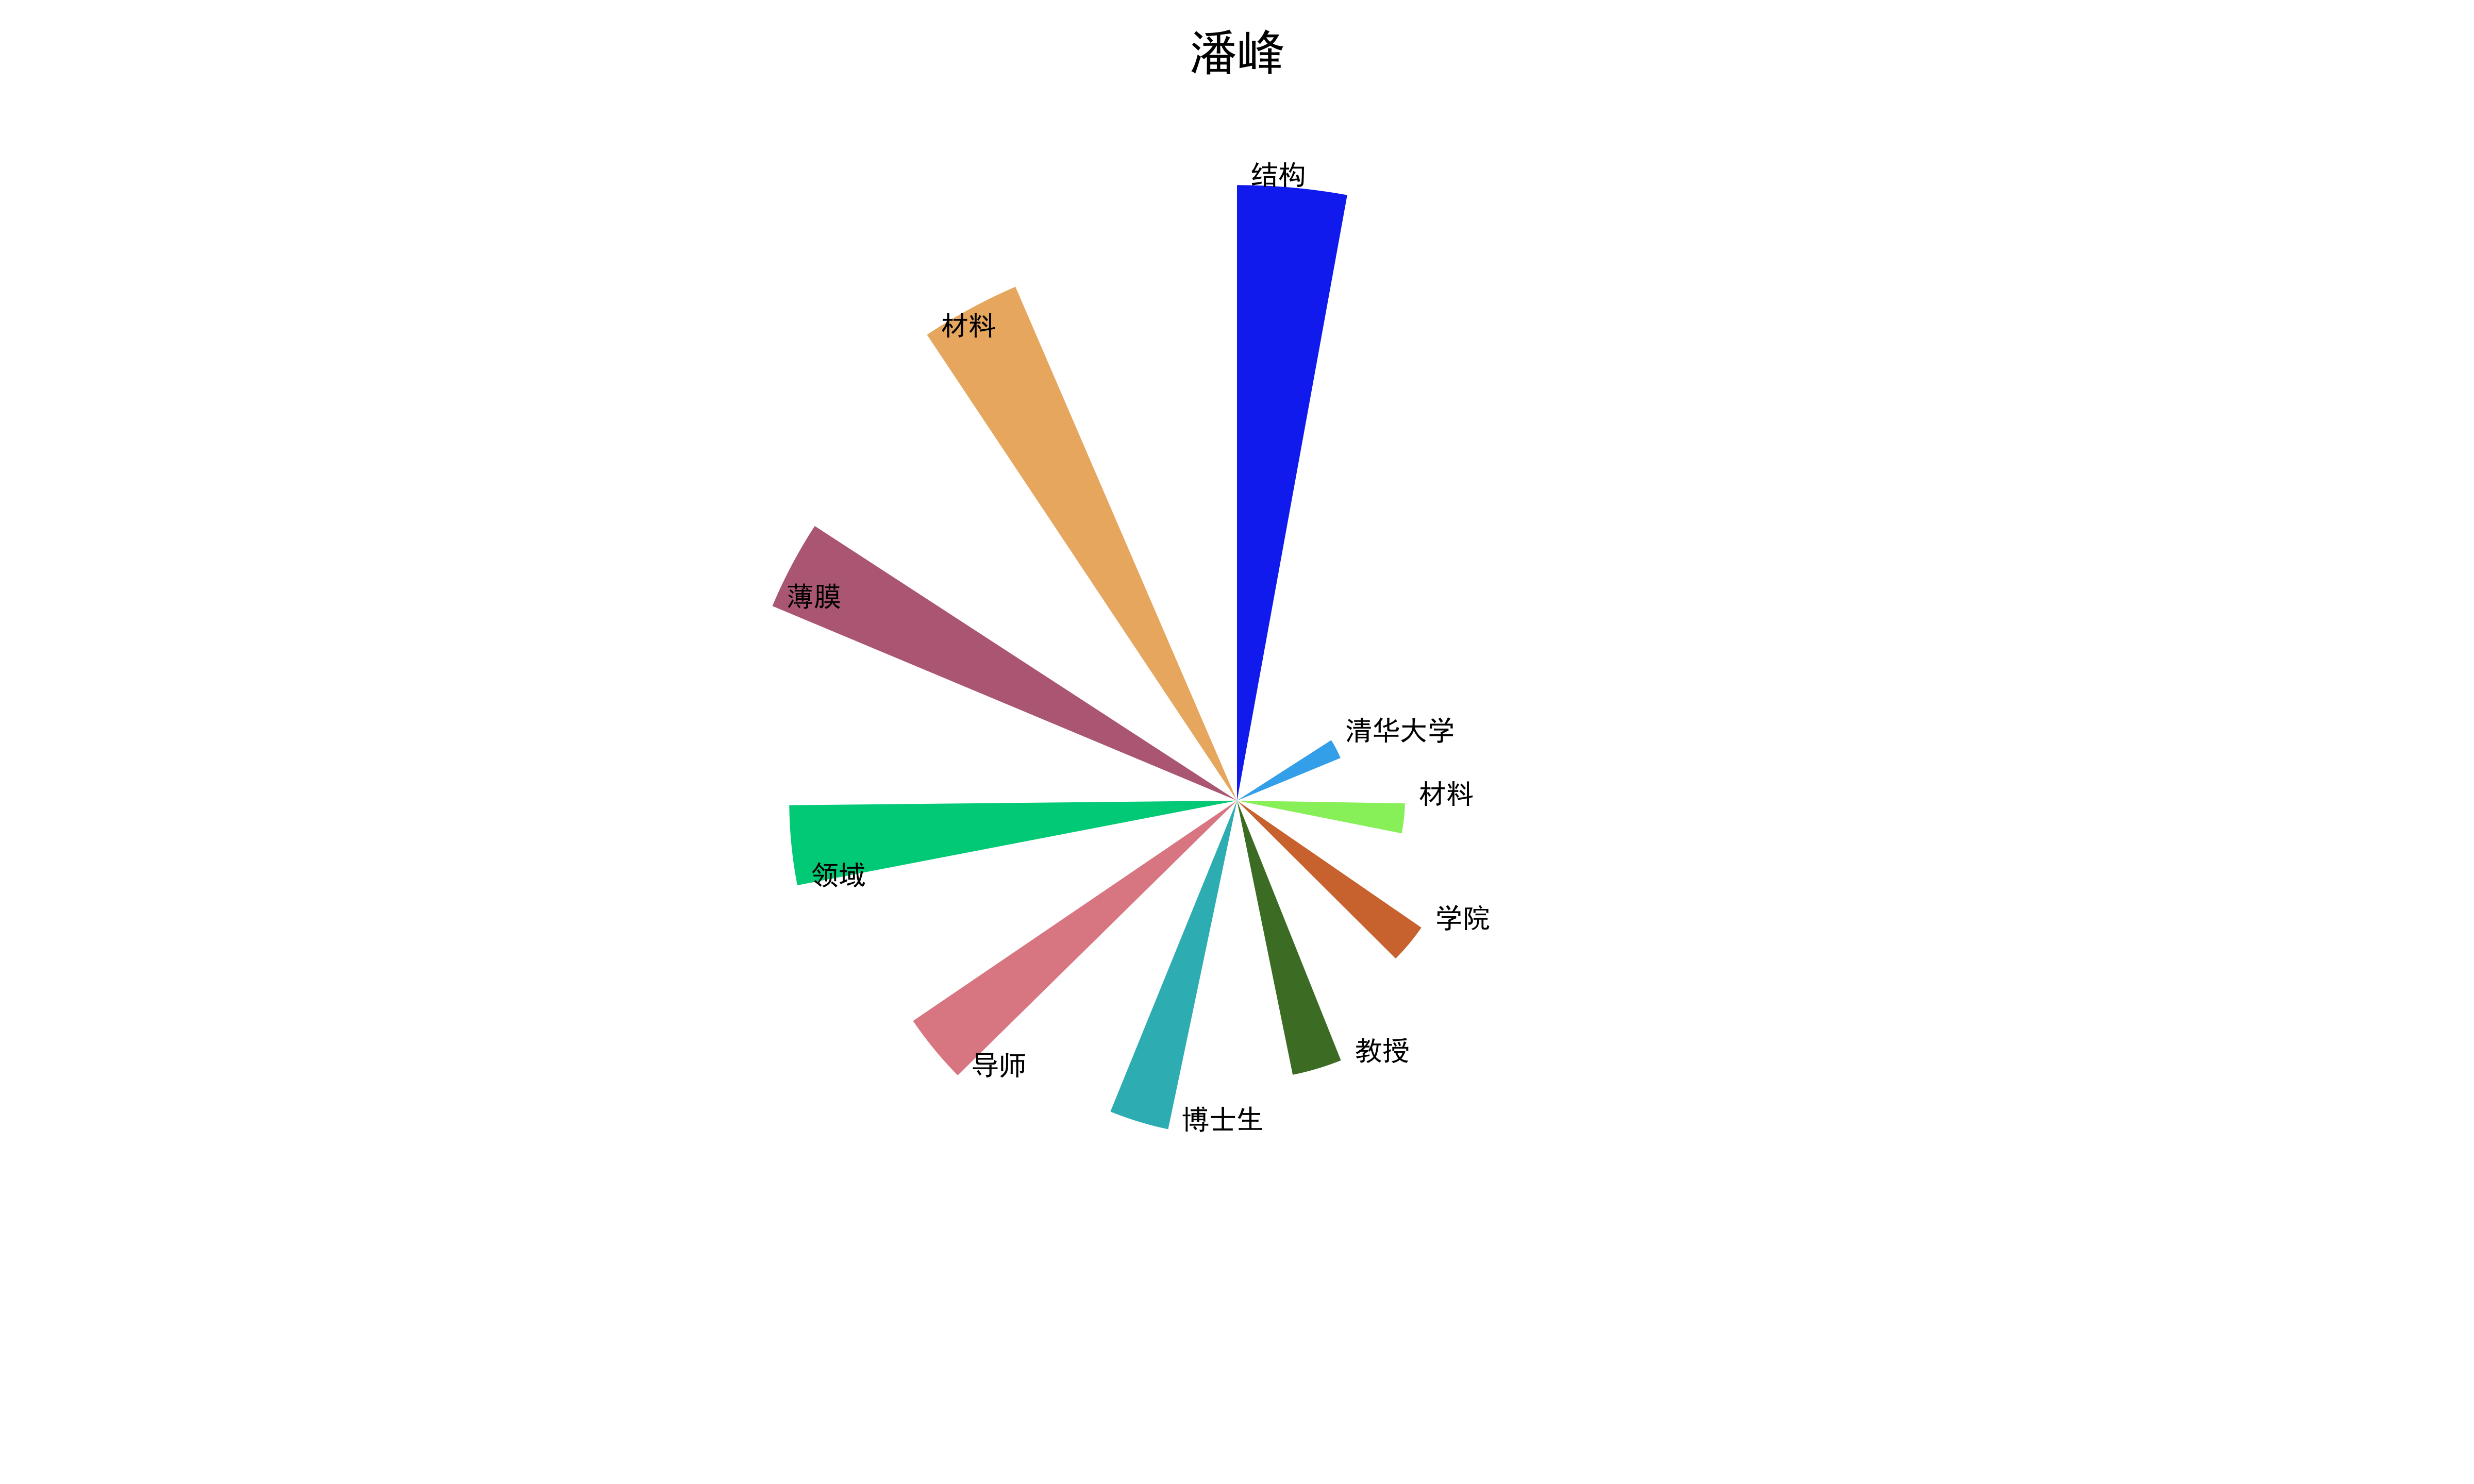 潘峰
结构
材料
薄膜
清华大学
材料
领域
学院
教授
导师
博士生